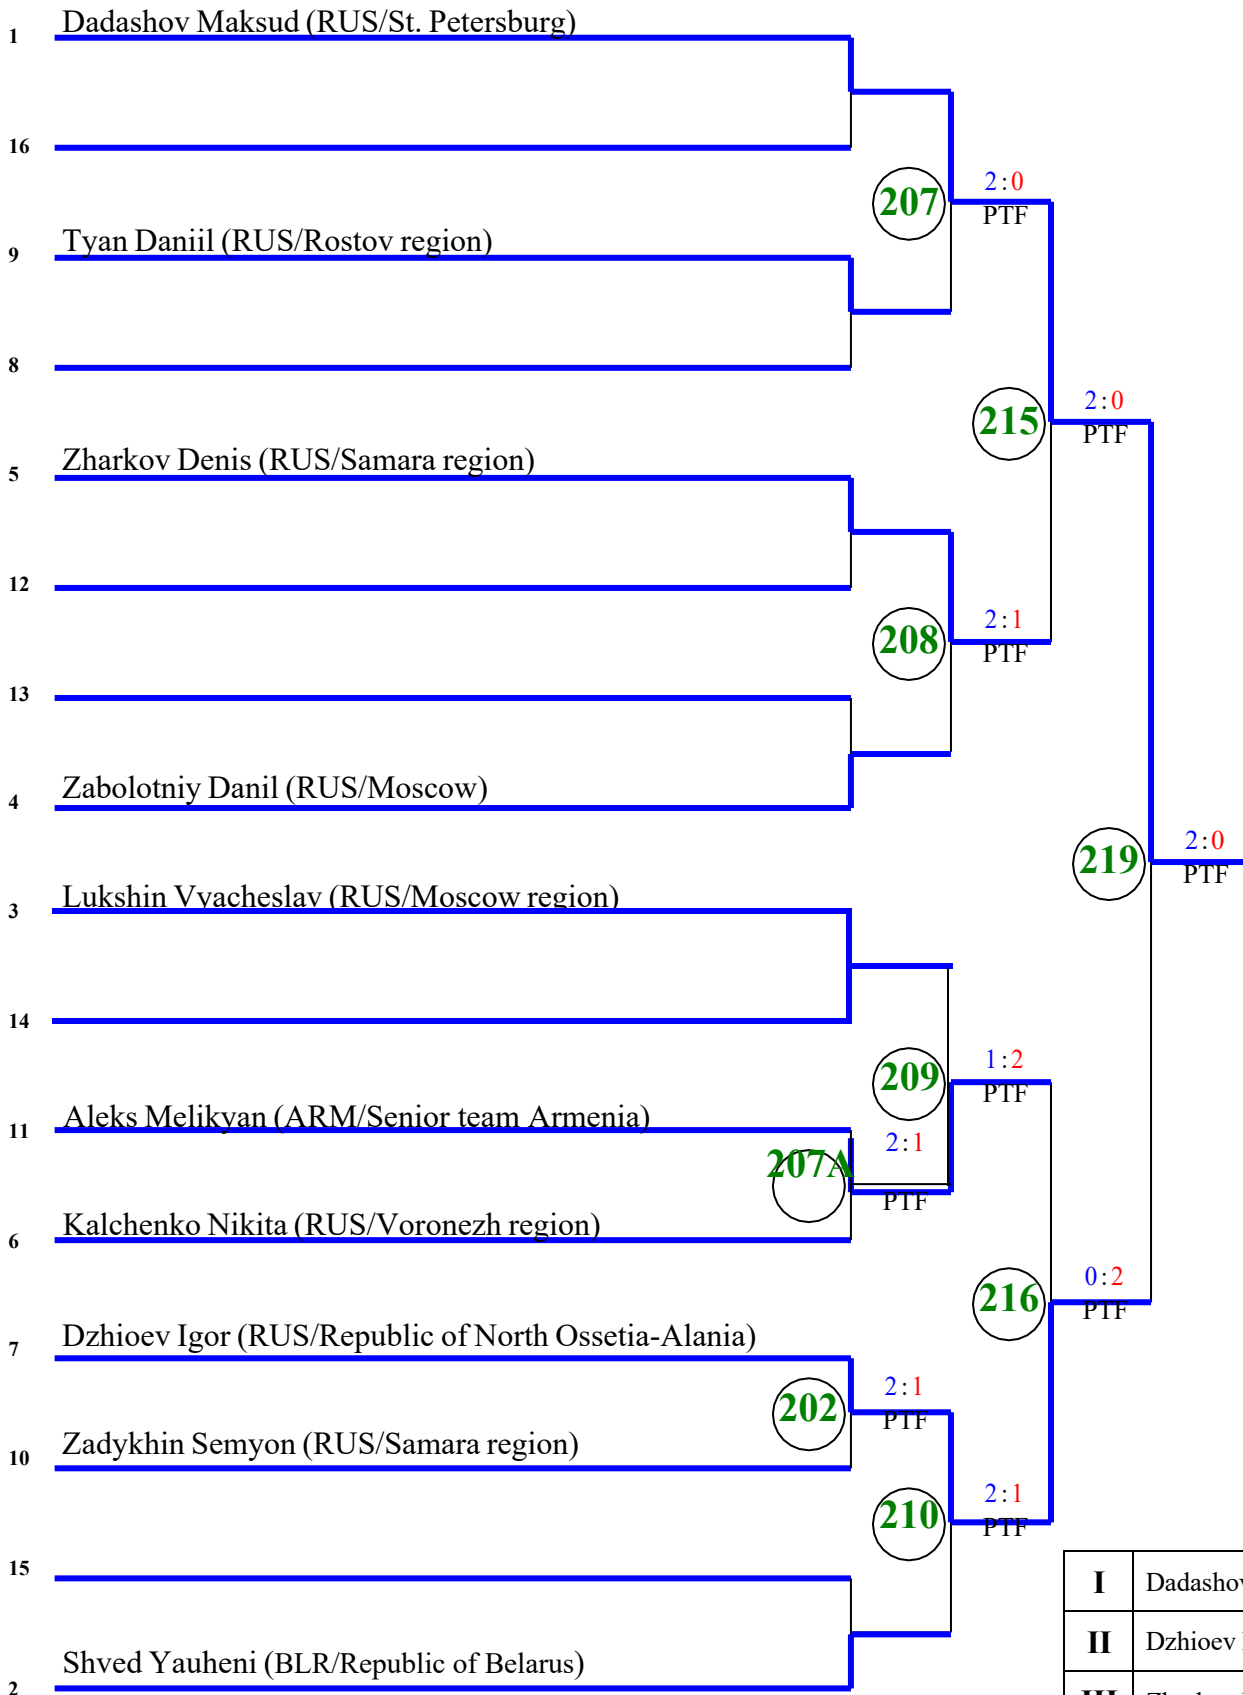 1 Dadashov Maksud (RUS/St. Petersburg)
16
207
2:0
PTF
9 Tyan Daniil (RUS/Rostov region)
8
215
2:0
PTF
5 Zharkov Denis (RUS/Samara region)
12
208
2:1
PTF
13
4 Zabolotniy Danil (RUS/Moscow)
219
2:0
PTF
3 Lukshin Vyacheslav (RUS/Moscow region)
14
209
1:2
PTF
11 Aleks Melikyan (ARM/Senior team Armenia)
207A
2:1
PTF
6 Kalchenko Nikita (RUS/Voronezh region)
216
0:2
PTF
7 Dzhioev Igor (RUS/Republic of North Ossetia-Alania)
202
2:1
PTF
10 Zadykhin Semyon (RUS/Samara region)
210
2:1
PTF
15
2 Shved Yauheni (BLR/Republic of Belarus)
I Dadashov
II Dzhioev